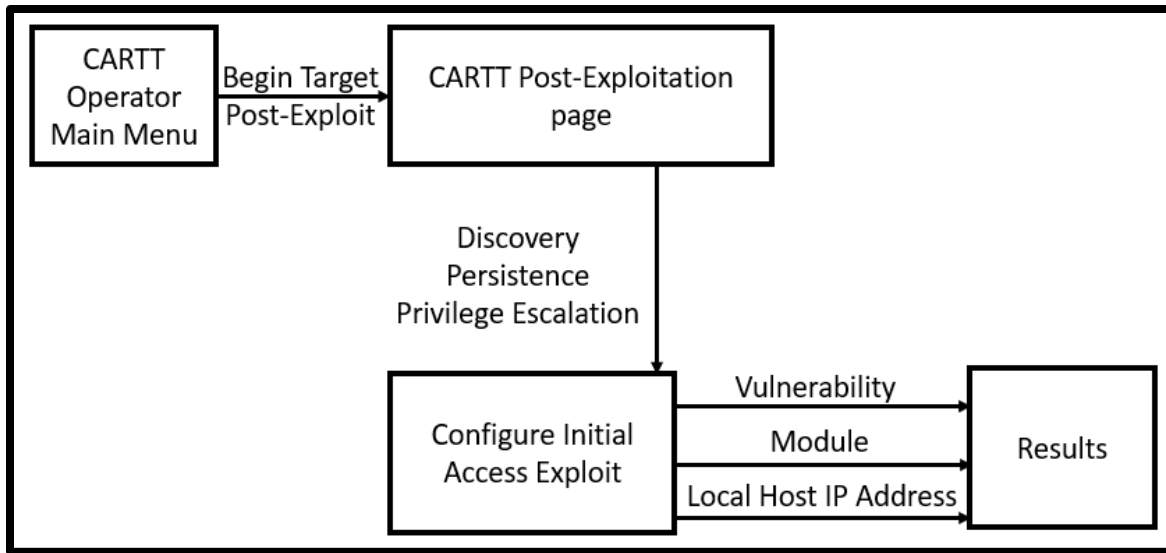 CARTT
Operator
Main Menu
Begin Target
Post-Exploit
CARTT Post-Exploitation
page
Discovery
Persistence
Privilege Escalation
Configure Initial
Access Exploit
Vulnerability
Module
Local Host IP Address
Results